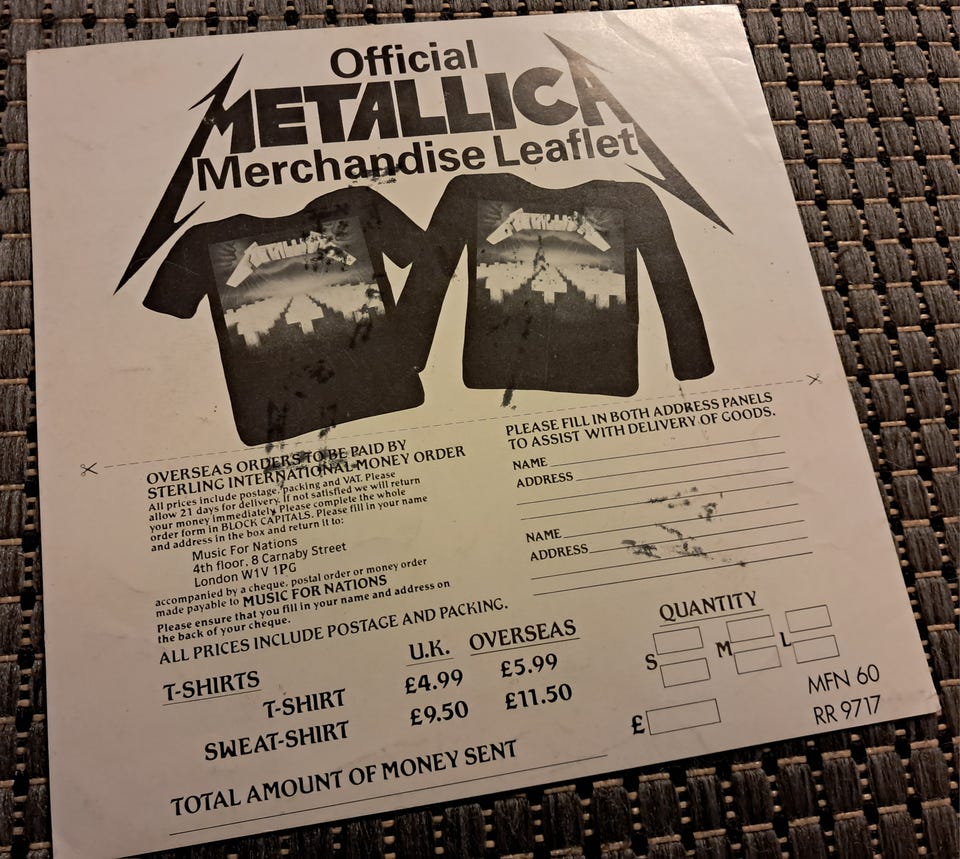 Official
METALLICA
Merchandise Leaflet
METALLICA
METALLICA
OVERSEAS ORDERS TO BE PAID BY
STERLING INTERNATIONAL MONEY ORDER
All prices include postage, packing and VAT. Please
allow 21 days for delivery. If not satisfied we will return
your money immediately. Please complete the whole
order form in BLOCK CAPITALS. Please fill in your name
and address in the box and return it to:
Music For Nations
4th floor, 8 Carnaby Street
London W1V 1PG
accompanied by a cheque, postal order or money order
made payable to MUSIC FOR NATIONS
Please ensure that you fill in your name and address on
the back of your cheque.
ALL PRICES INCLUDE POSTAGE AND PACKING.
PLEASE FILL IN BOTH ADDRESS PANELS
TO ASSIST WITH DELIVERY OF GOODS.
NAME
ADDRESS
NAME
ADDRESS
U.K. OVERSEAS QUANTITY
T-SHIRTS
T-SHIRT £4.99 £5.99
SWEAT-SHIRT £9.50 £11.50
S M L
£
TOTAL AMOUNT OF MONEY SENT
MFN 60
RR 9717